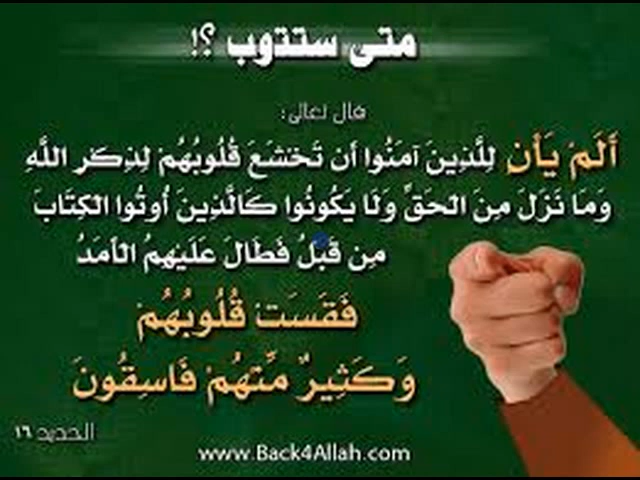 متى ستتوب ؟!
قال تعالى:
أَلَمْ يَأْنِ لِلَّذِينَ آمَنُوا أَن تَخْشَعَ قُلُوبُهُمْ لِذِكْرِ اللَّهِ
وَمَا نَزَلَ مِنَ الْحَقِّ وَلَا يَكُونُوا كَالَّذِينَ أُوتُوا الْكِتَابَ
مِن قَبْلُ فَطَالَ عَلَيْهِمُ الْأَمَدُ
فَقَسَتْ قُلُوبُهُمْ
وَكَثِيرٌ مِّنْهُمْ فَاسِقُونَ
الحديد ١٦
www.Back4Allah.com